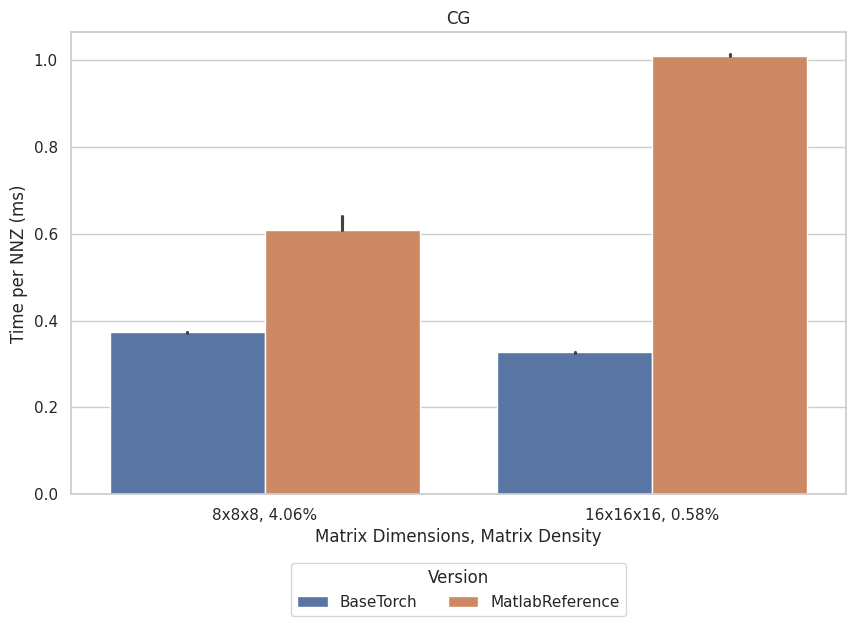 CG
Time per NNZ (ms)
1.0
0.8
0.6
0.4
0.2
0.0
8x8x8, 4.06%
16x16x16, 0.58%
Matrix Dimensions, Matrix Density
Version
BaseTorch
MatlabReference